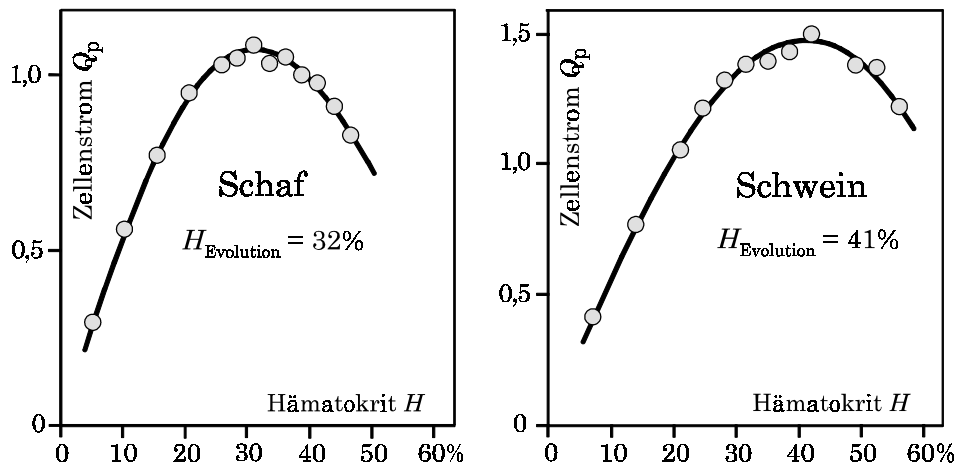 Zellenstrom Qp
1,0
0,5
0
Schaf
HEvolution = 32%
Hämatokrit H
0 10 20 30 40 50 60%
Zellenstrom Qp
1,5
1,0
0,5
0
Schwein
HEvolution = 41%
Hämatokrit H
0 10 20 30 40 50 60%